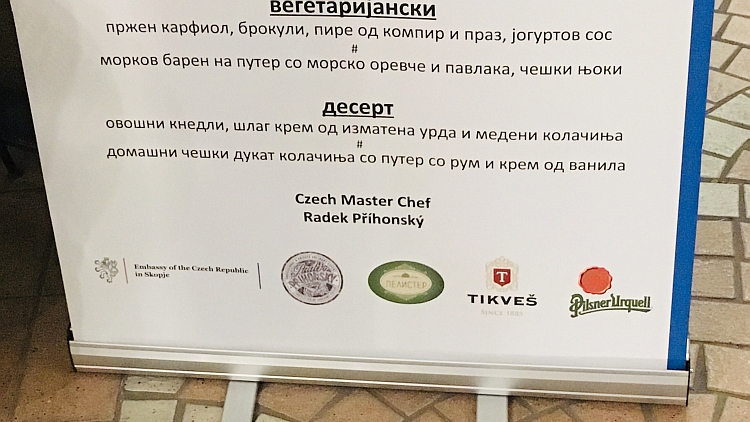 вегетаријански
пржен карфиол, брокули, пире од компир и праз, јогуртов сос
#
морков барен на путер со морско оревче и павлака, чешки њоки
десерт
овошни кнедли, шлаг крем од изматена урда и медени колачиња
#
домашни чешки дукат колачиња со путер со рум и крем од ванила
Czech Master Chef
Radek Příhonský
Embassy of the Czech Republic
in Skopje
ПЕЛИСТЕР
T
TIKVEŠ
SINCE 1885
Pilsner Urquell